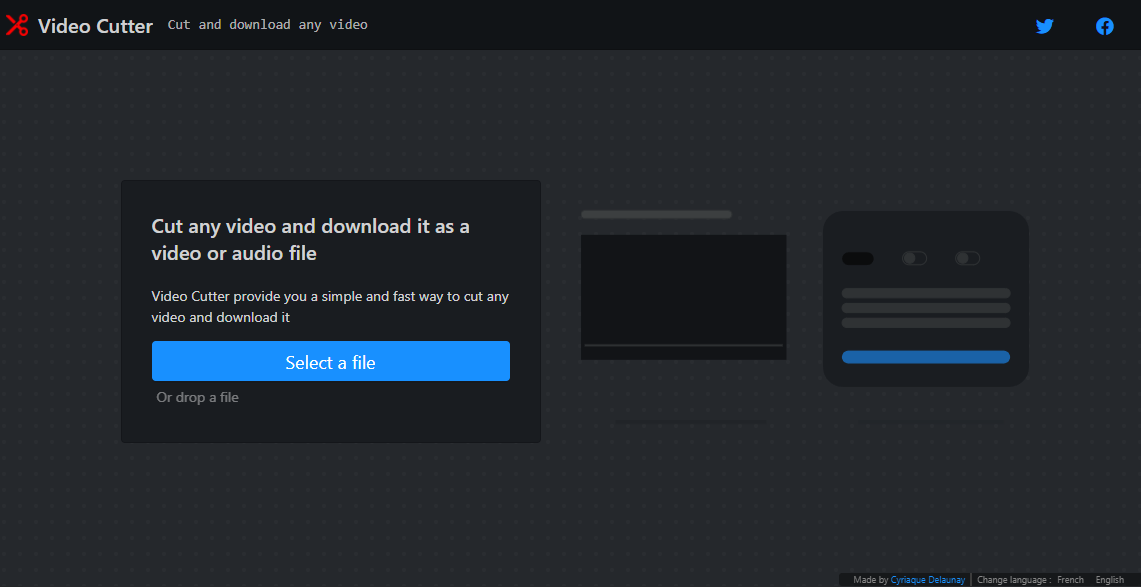 Video Cutter Cut and download any video
Cut any video and download it as a
video or audio file
Video Cutter provide you a simple and fast way to cut any
video and download it
Select a file
Or drop a file
Made by Cyriaque Delaunay | Change language : French English